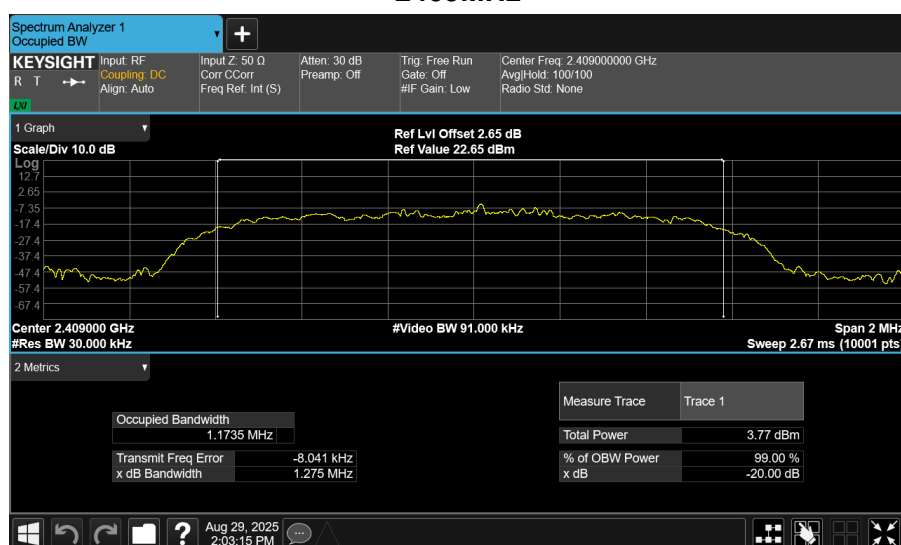 Spectrum Analyzer 1
Occupied BW
+
KEYSIGHT
R T
LXI
Input: RF
Coupling: DC
Align: Auto
Input Z: 50 Ω
Corr CCorr
Freq Ref: Int (S)
Atten: 30 dB
Preamp: Off
Trig: Free Run
Gate: Off
#IF Gain: Low
Center Freq: 2.409000000 GHz
Avg|Hold: 100/100
Radio Std: None
1 Graph
Scale/Div 10.0 dB
Ref Lvl Offset 2.65 dB
Ref Value 22.65 dBm
Log
12.7
2.65
-7.35
-17.4
-27.4
-37.4
-47.4
-57.4
-67.4
Center 2.409000 GHz
#Res BW 30.000 kHz
#Video BW 91.000 kHz
Span 2 MHz
Sweep 2.67 ms (10001 pts
2 Metrics
Occupied Bandwidth
1.1735 MHz
Transmit Freq Error -8.041 kHz
x dB Bandwidth 1.275 MHz
Measure Trace Trace 1
Total Power 3.77 dBm
% of OBW Power 99.00 %
x dB -20.00 dB
?
Aug 29, 2025
2:03:15 PM